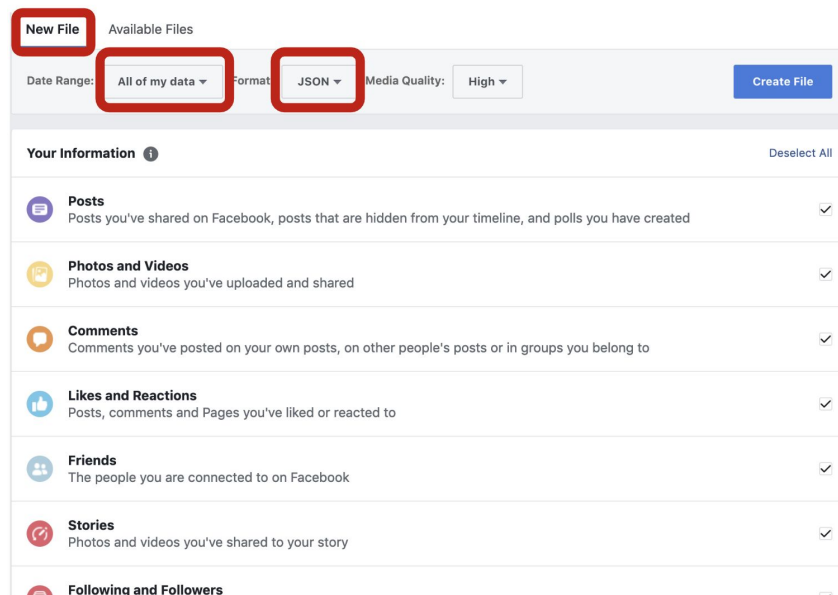 New File Available Files
Date Range: All of my data Format JSON Media Quality: High Create File
Your Information Deselect All
Posts
Posts you've shared on Facebook, posts that are hidden from your timeline, and polls you have created
Photos and Videos
Photos and videos you've uploaded and shared
Comments
Comments you've posted on your own posts, on other people's posts or in groups you belong to
Likes and Reactions
Posts, comments and Pages you've liked or reacted to
Friends
The people you are connected to on Facebook
Stories
Photos and videos you've shared to your story
Following and Followers